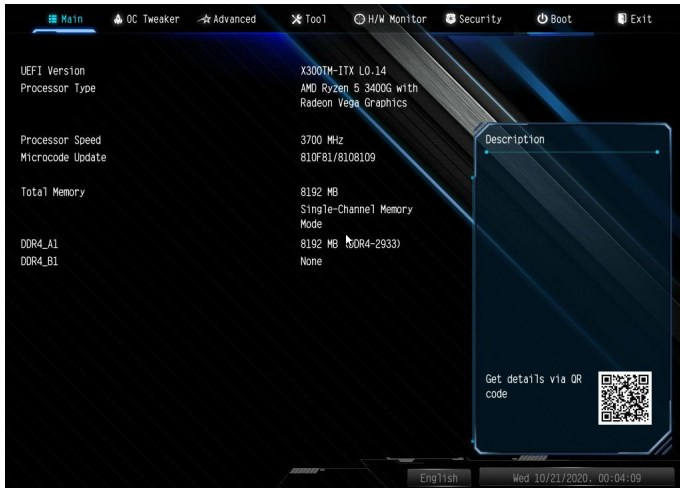 Main OC Tweaker Advanced Tool H/W Monitor Security Boot Exit
UEFI Version X300TM-ITX L0.14
Processor Type AMD Ryzen 5 3400G with
Radeon Vega Graphics
Description
Processor Speed 3700 MHz
Microcode Update 810F81/8108109
Total Memory 8192 MB
Single-Channel Memory
Mode
DDR4_A1 8192 MB (DDR4-2933)
DDR4_B1 None
Get details via QR
code
English Wed 10/21/2020. 00:04:09